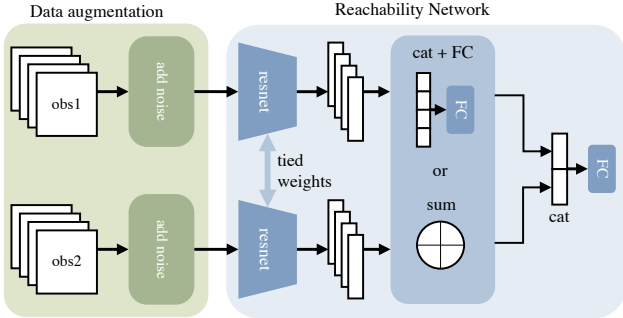 Data augmentation
Reachability Network
obs1
add noise
resnet
cat + FC
FC
tied
weights
or
FC
cat
sum
obs2
add noise
resnet